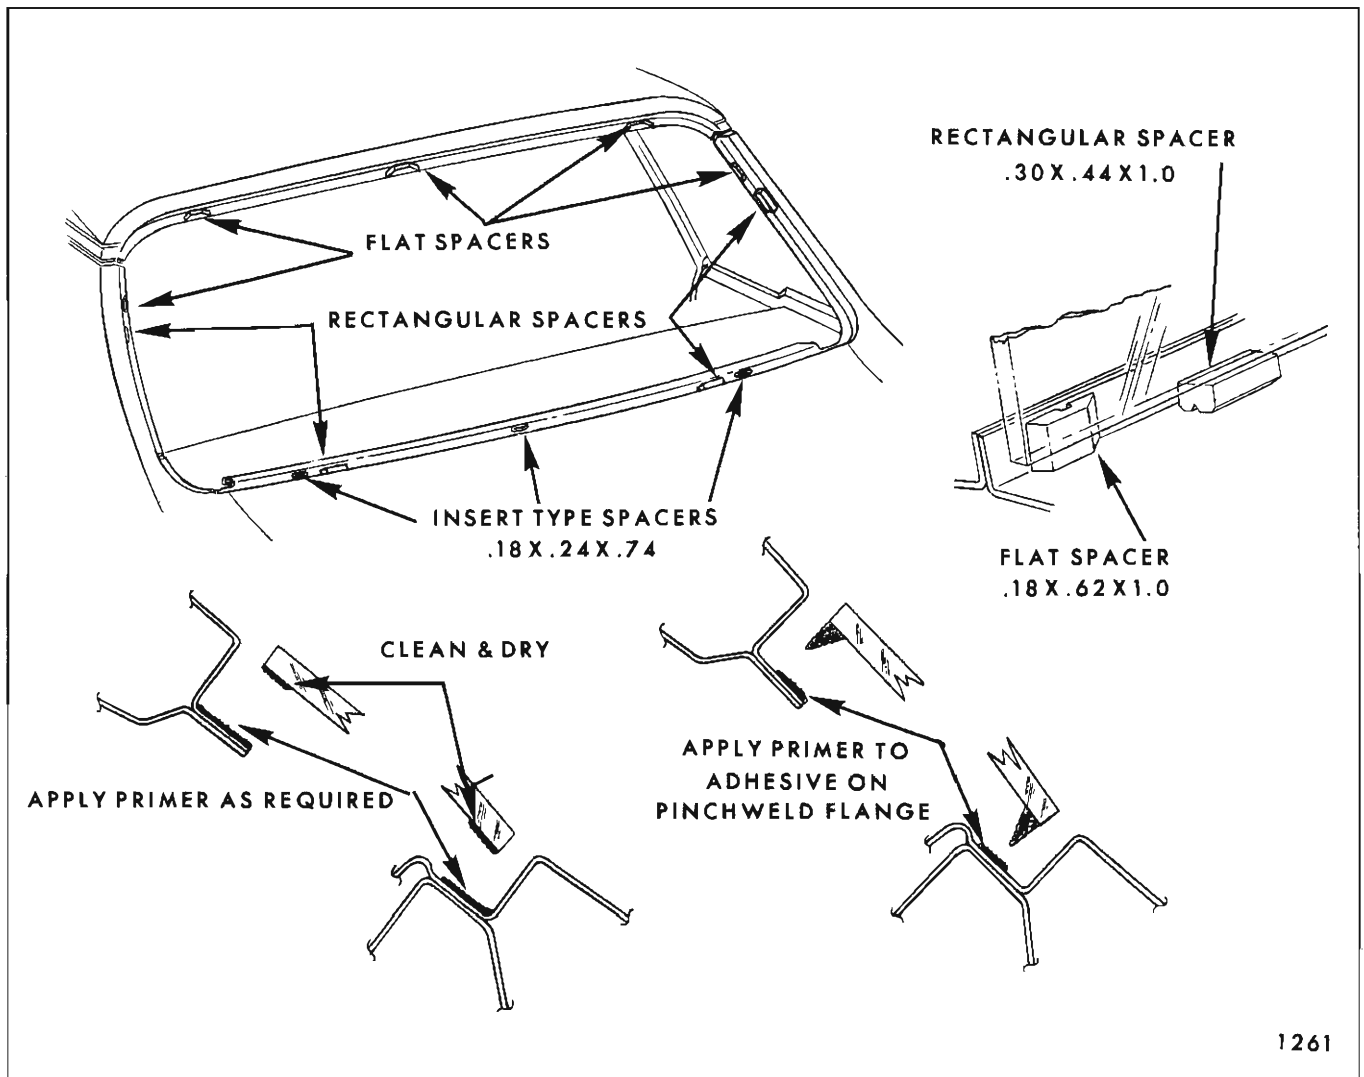 RECTANGULAR SPACER
.30 X .44 X 1.0
FLAT SPACERS
RECTANGULAR SPACERS
INSERT TYPE SPACERS
.18 X .24 X .74
FLAT SPACER
.18 X .62 X 1.0
CLEAN & DRY
APPLY PRIMER AS REQUIRED
APPLY PRIMER TO
ADHESIVE ON
PINCHWELD FLANGE
1261